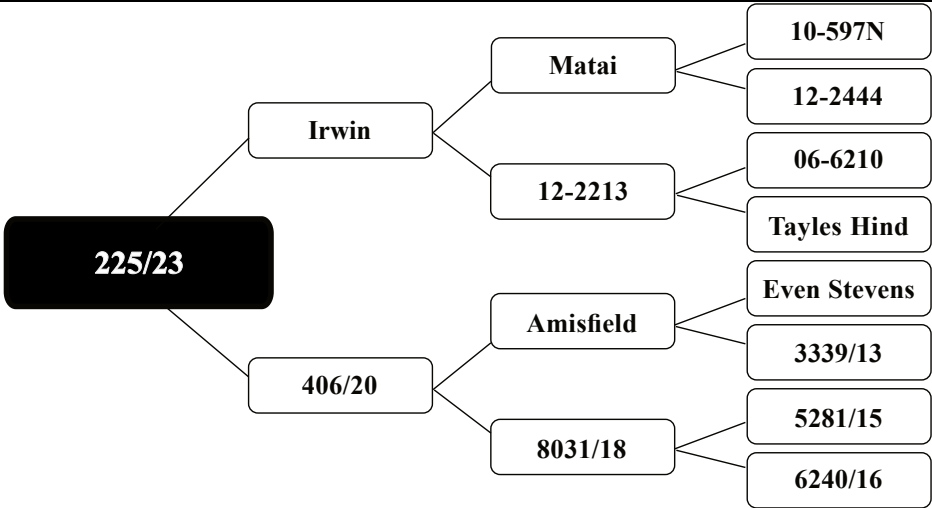 10-597N
Matai
12-2444
Irwin
06-6210
12-2213
Tayles Hind
225/23
Even Stevens
Amisfield
3339/13
406/20
5281/15
8031/18
6240/16